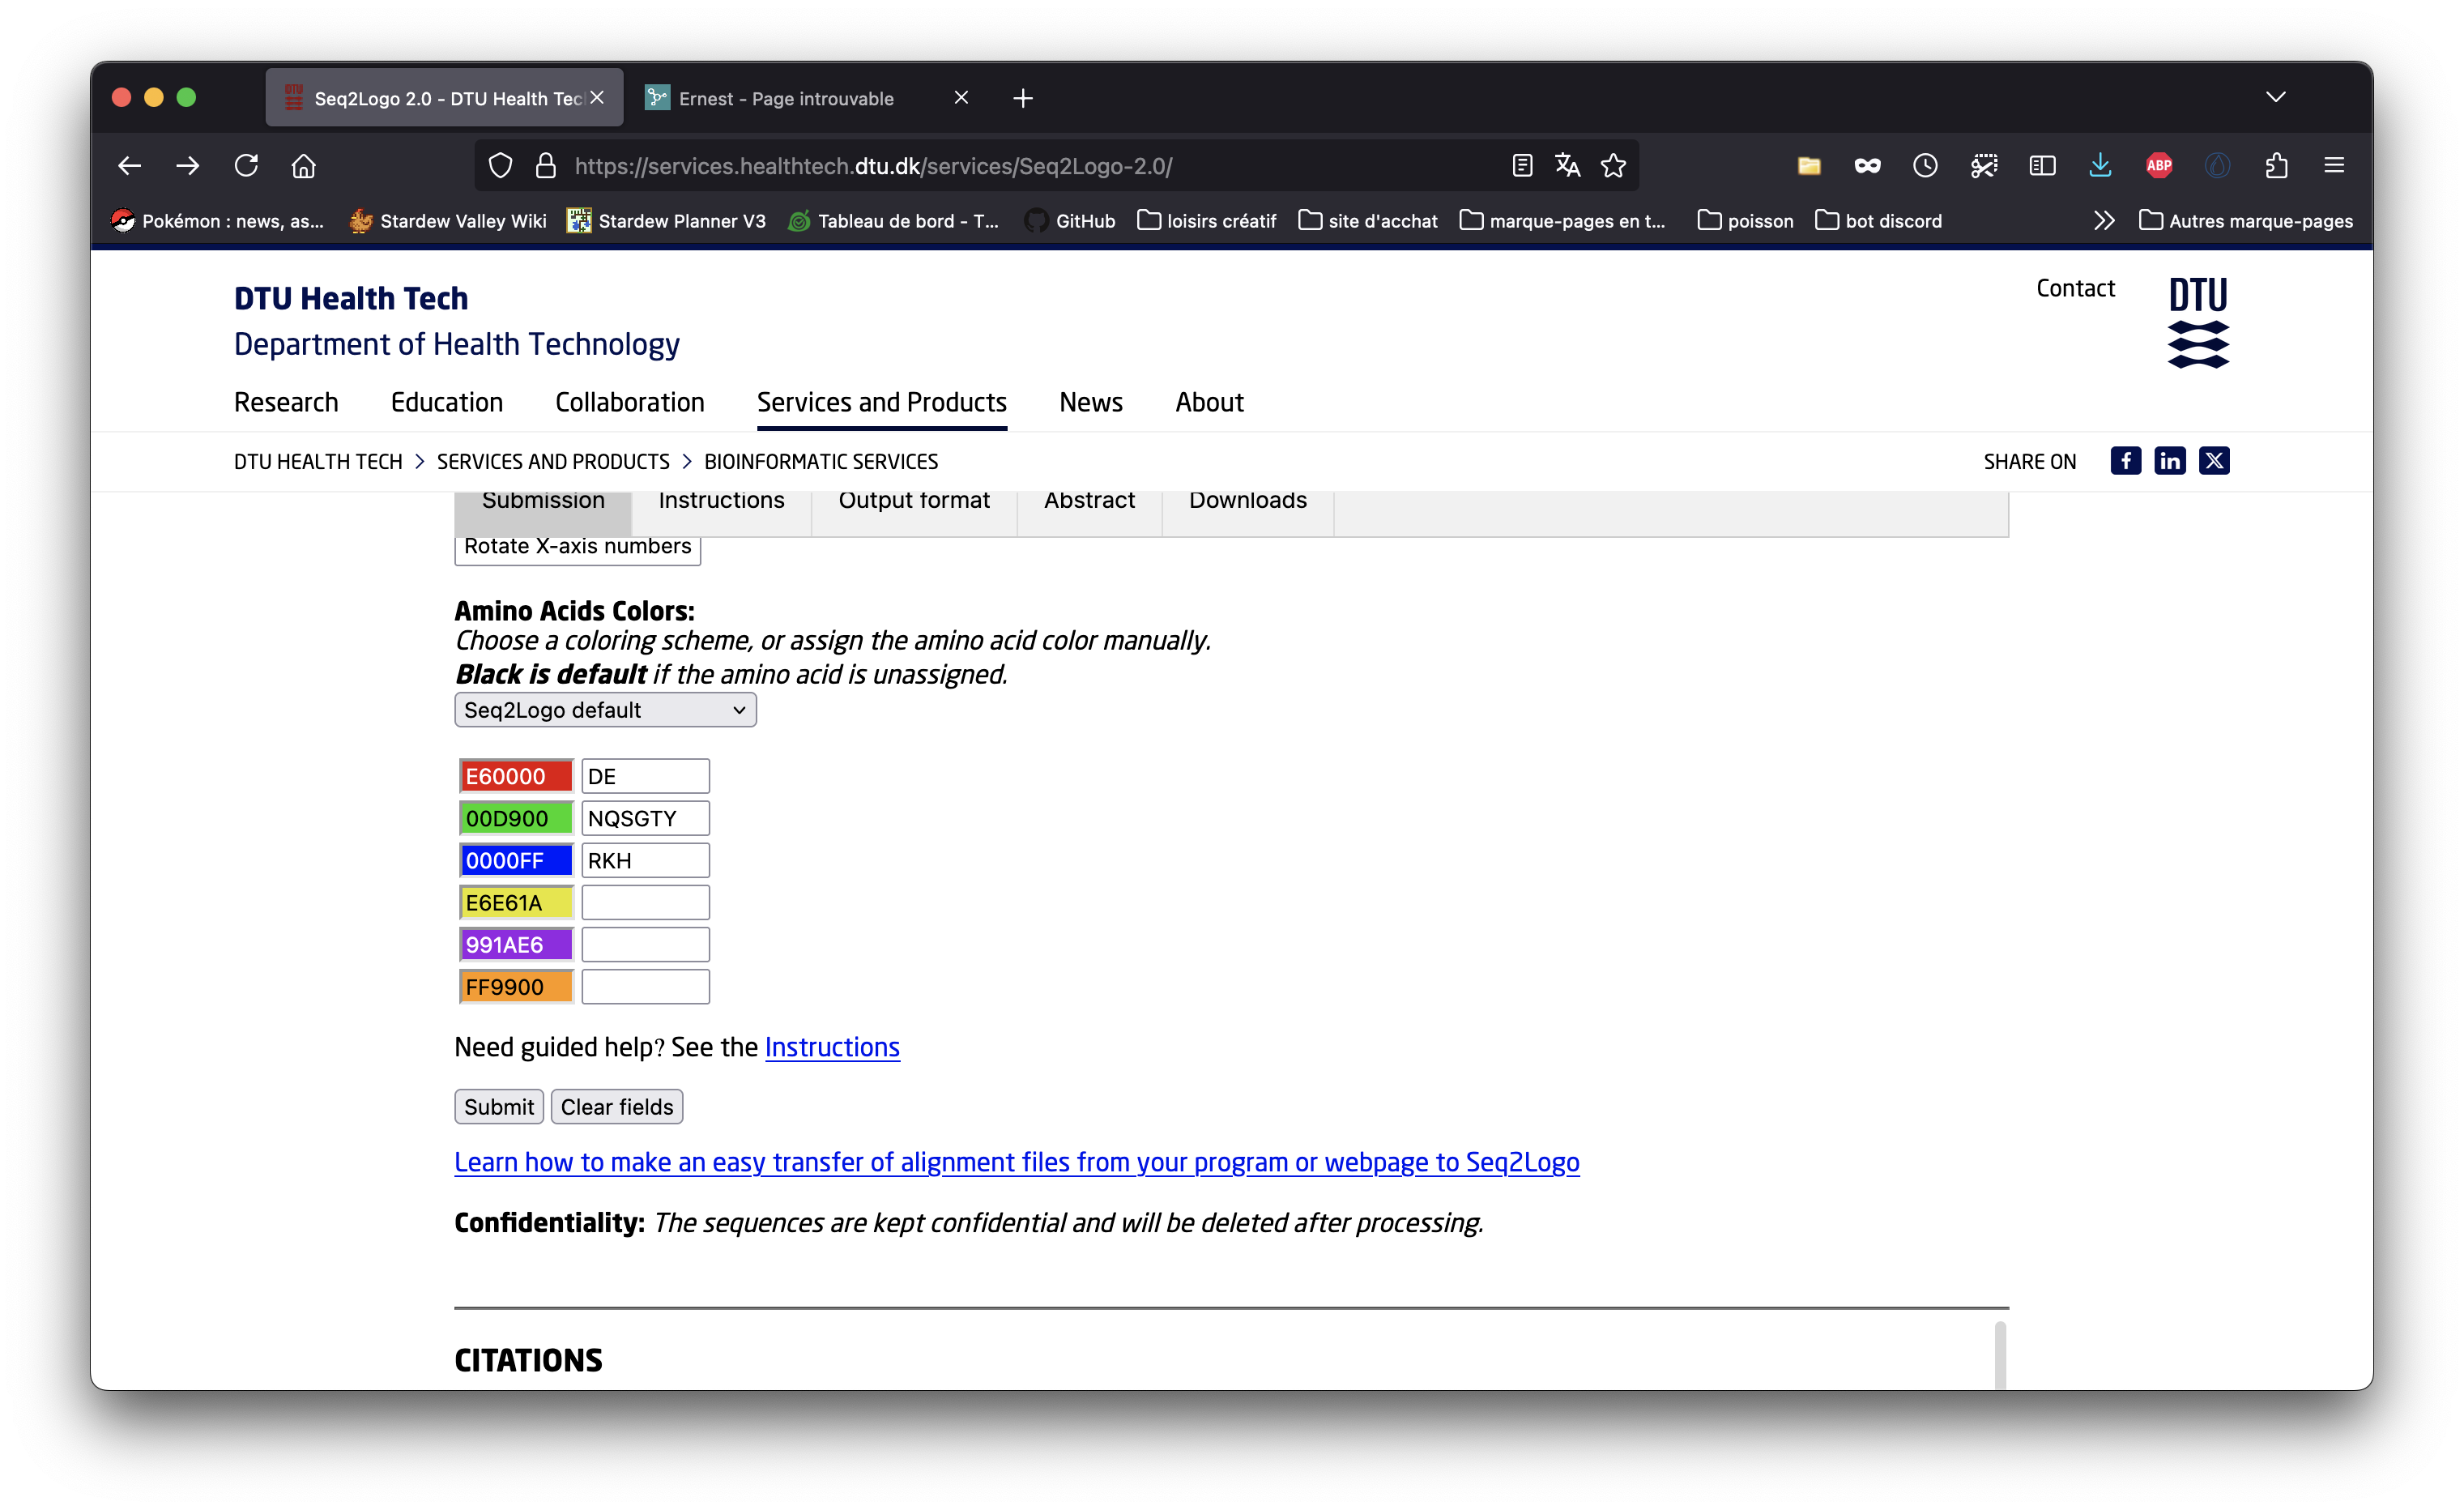 Seq2Logo 2.0 - DTU Health Tec
Ernest - Page introuvable
https://services.healthtech.dtu.dk/services/Seq2Logo-2.0/
ABP
Pokémon : news, as...
Stardew Valley Wiki
Stardew Planner V3
Tableau de bord - T...
GitHub
loisirs créatif
site d'acchat
marque-pages en t...
poisson
bot discord
Autres marque-pages
DTU Health Tech
Department of Health Technology
Contact
DTU
Research Education Collaboration Services and Products News About
DTU HEALTH TECH > SERVICES AND PRODUCTS > BIOINFORMATIC SERVICES
SHARE ON
Submission Instructions Output format Abstract Downloads
Rotate X-axis numbers
Amino Acids Colors:
Choose a coloring scheme, or assign the amino acid color manually.
Black is default if the amino acid is unassigned.
Seq2Logo default
E60000 DE
00D900 NQSGTY
0000FF RKH
E6E61A
991AE6
FF9900
Need guided help? See the Instructions
Submit Clear fields
Learn how to make an easy transfer of alignment files from your program or webpage to Seq2Logo
Confidentiality: The sequences are kept confidential and will be deleted after processing.
CITATIONS